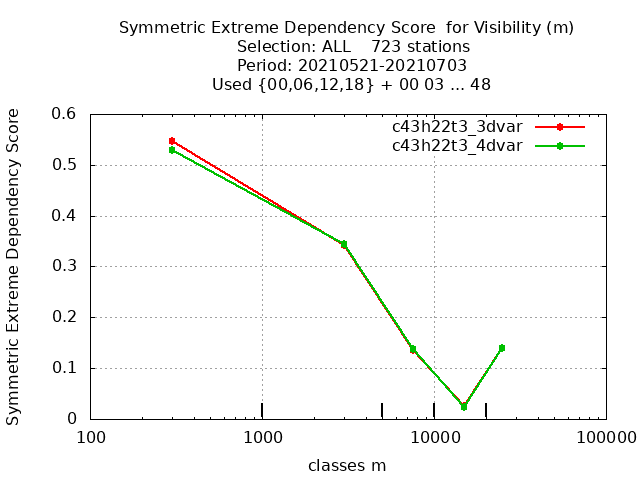 Symmetric Extreme Dependency Score  for Visibility (m)
Selection: ALL    723 stations
Period: 20210521-20210703
Used {00,06,12,18} + 00 03 ... 48
c43h22t3_3dvar
c43h22t3_4dvar
Symmetric Extreme Dependency Score
0.6
0.5
0.4
0.3
0.2
0.1
0
100
1000
10000
100000
classes m